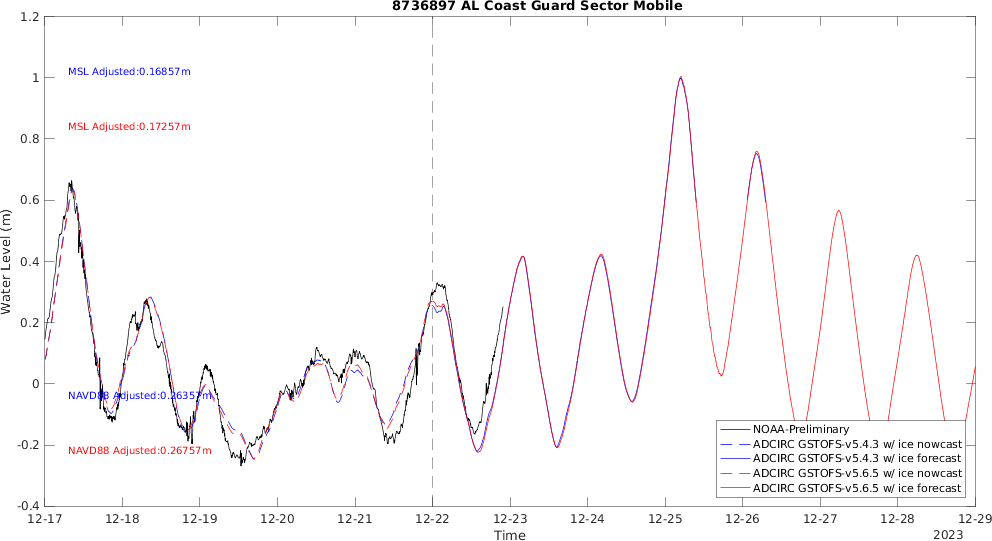 8736897 AL Coast Guard Sector Mobile
Water Level (m)
1.2
1
0.8
0.6
0.4
0.2
0
-0.2
-0.4
MSL Adjusted:0.16857m
MSL Adjusted:0.17257m
NAVD88 Adjusted:0.26357m
NAVD88 Adjusted:0.26757m
NOAA-Preliminary
ADCIRC GSTOFS-v5.4.3 w/ ice nowcast
ADCIRC GSTOFS-v5.4.3 w/ ice forecast
ADCIRC GSTOFS-v5.6.5 w/ ice nowcast
ADCIRC GSTOFS-v5.6.5 w/ ice forecast
12-17 12-18 12-19 12-20 12-21 12-22 12-23 12-24 12-25 12-26 12-27 12-28 12-29
Time
2023